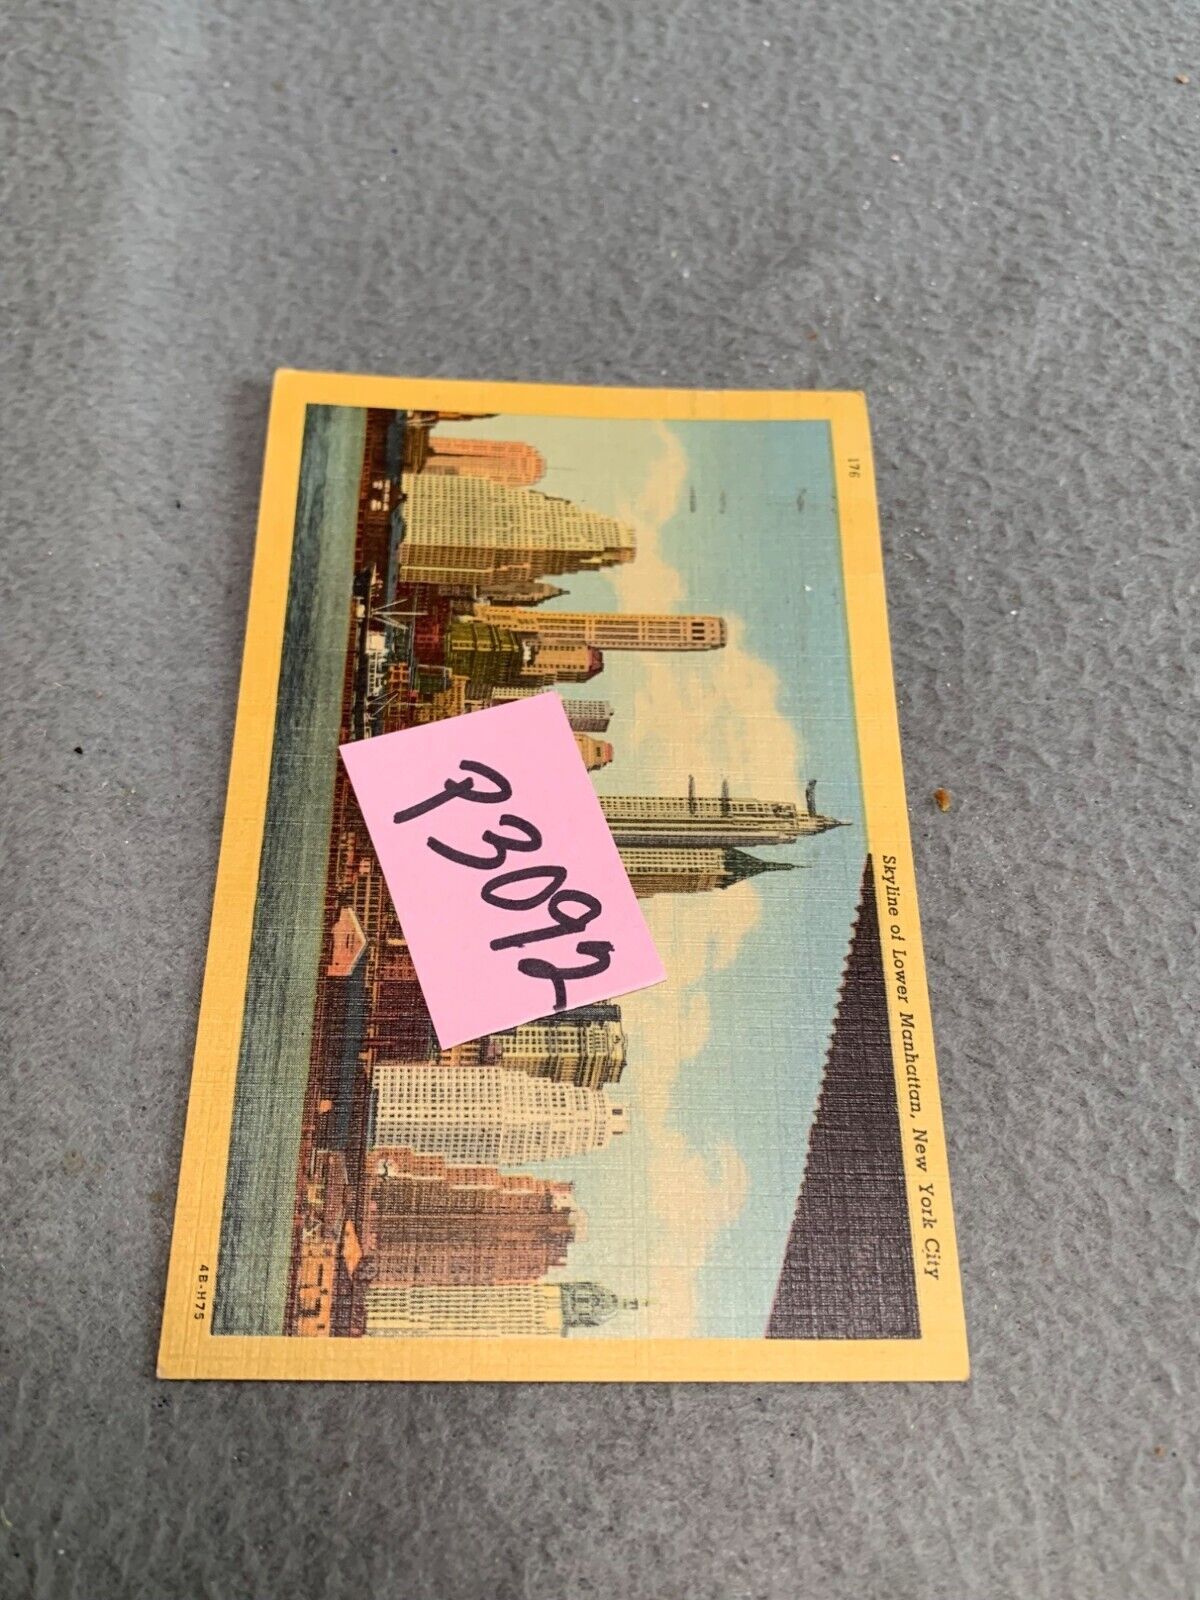 176
Skyline of Lower Manhattan, New York City
P3092
4B-H75